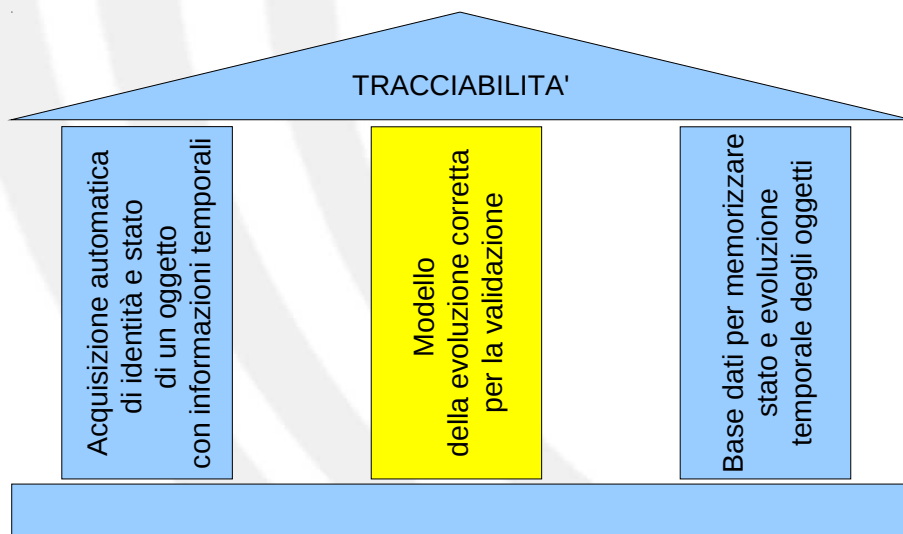 TRACCIABILITA'
Acquisizione automatica
di identità e stato
di un oggetto
con informazioni temporali
Modello
della evoluzione corretta
per la validazione
Base dati per memorizzare
stato e evoluzione
temporale degli oggetti